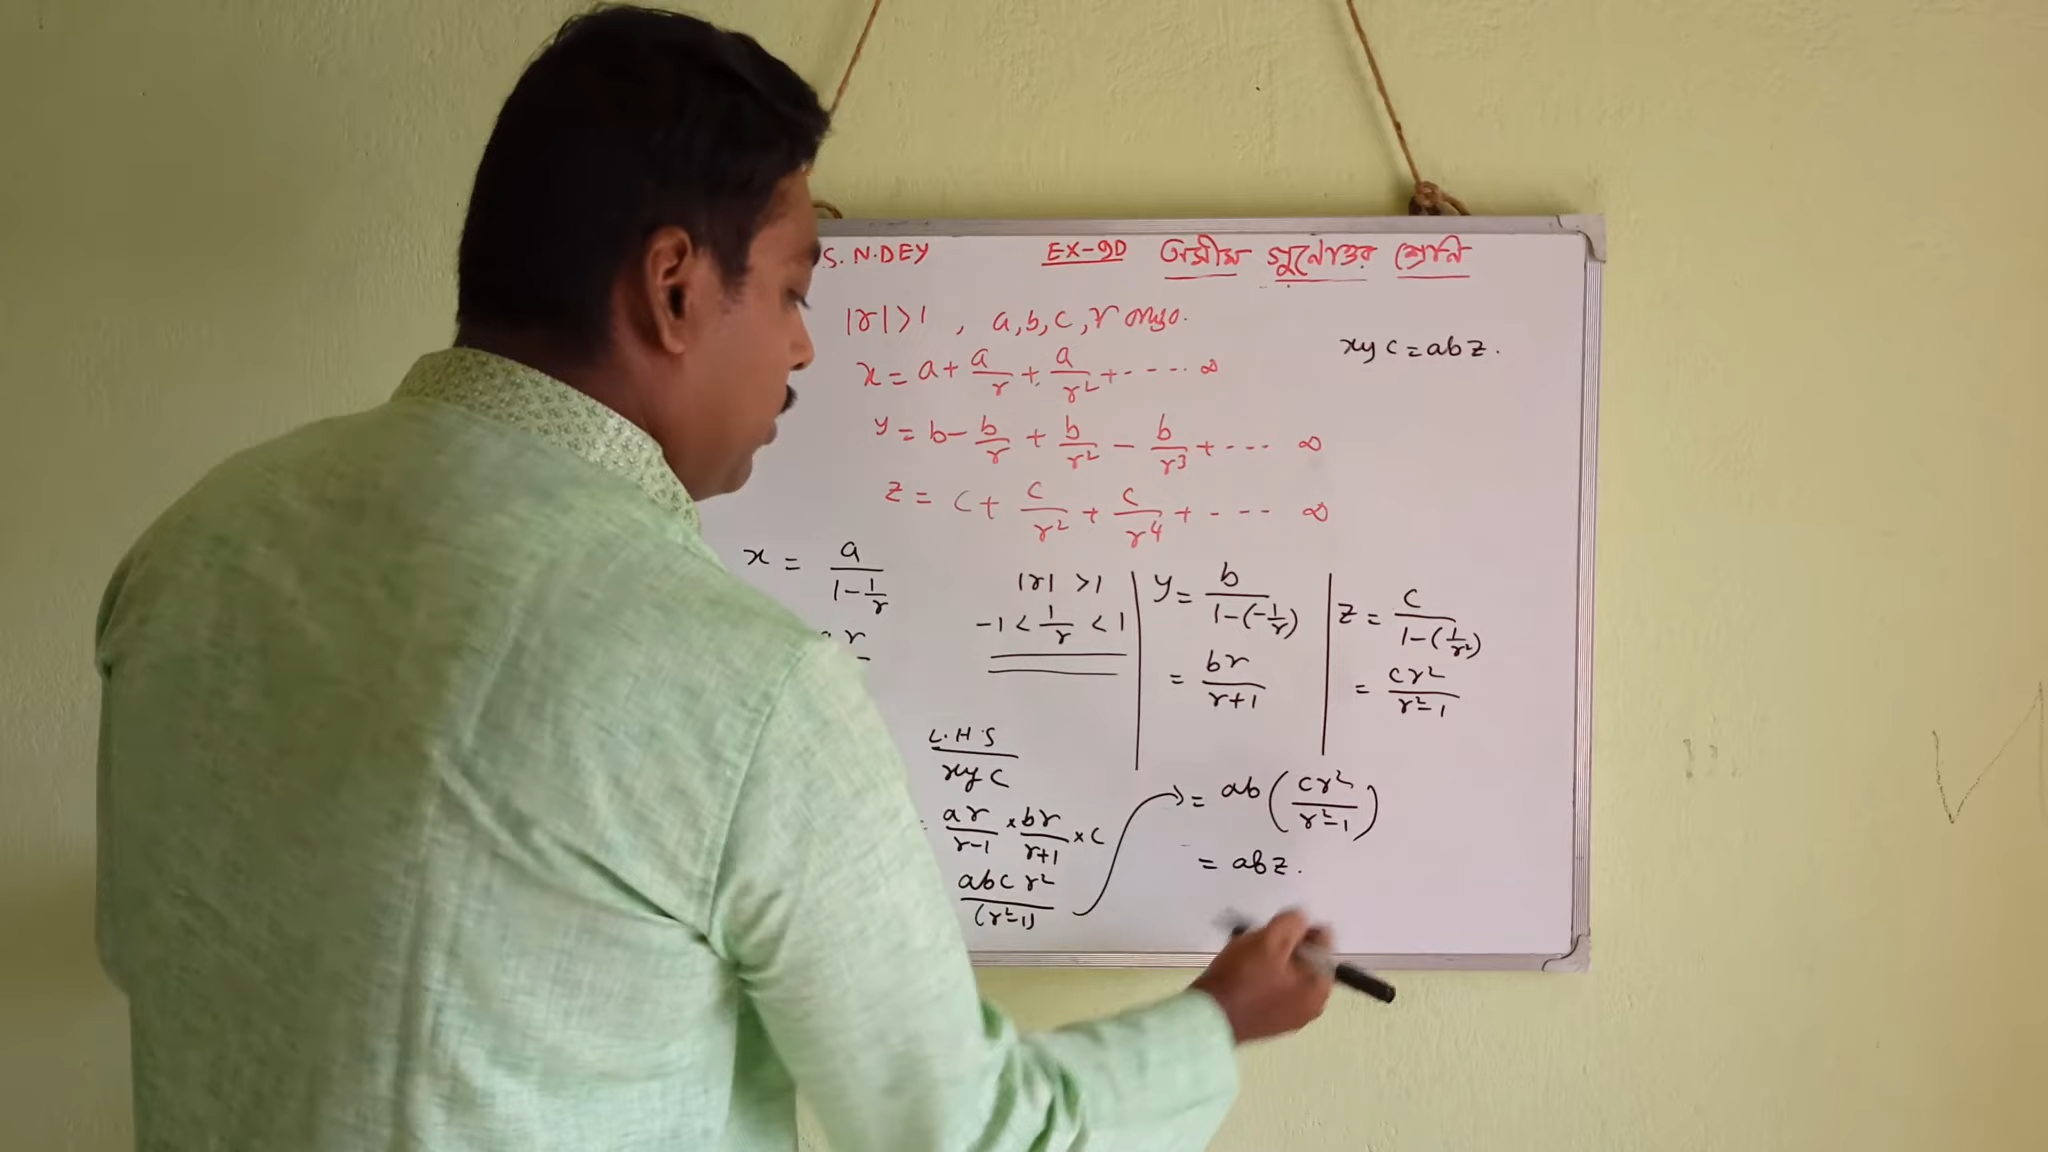 S. N. DEY EX-9D অসীম গুনোত্তর শ্রেনি
|r| > 1 , a, b, c, r
xyc = abz.
x = a + a/r + a/r² + ---- ∞
y = b - b/r + b/r² - b/r³ + --- ∞
z = c + c/r² + c/r⁴ + ---- ∞
x = a/(1 - 1/r)
|r| > 1
-1 < 1/r < 1
y = b/(1-(-1/r))
= br/(r+1)
z = c/(1-(1/r²))
= cr²/(r²-1)
L.H.S
xyc
= ar/(r-1) × br/(r+1) × c
abcr²/(r²-1)
= ab(cr²/(r²-1))
= abz.